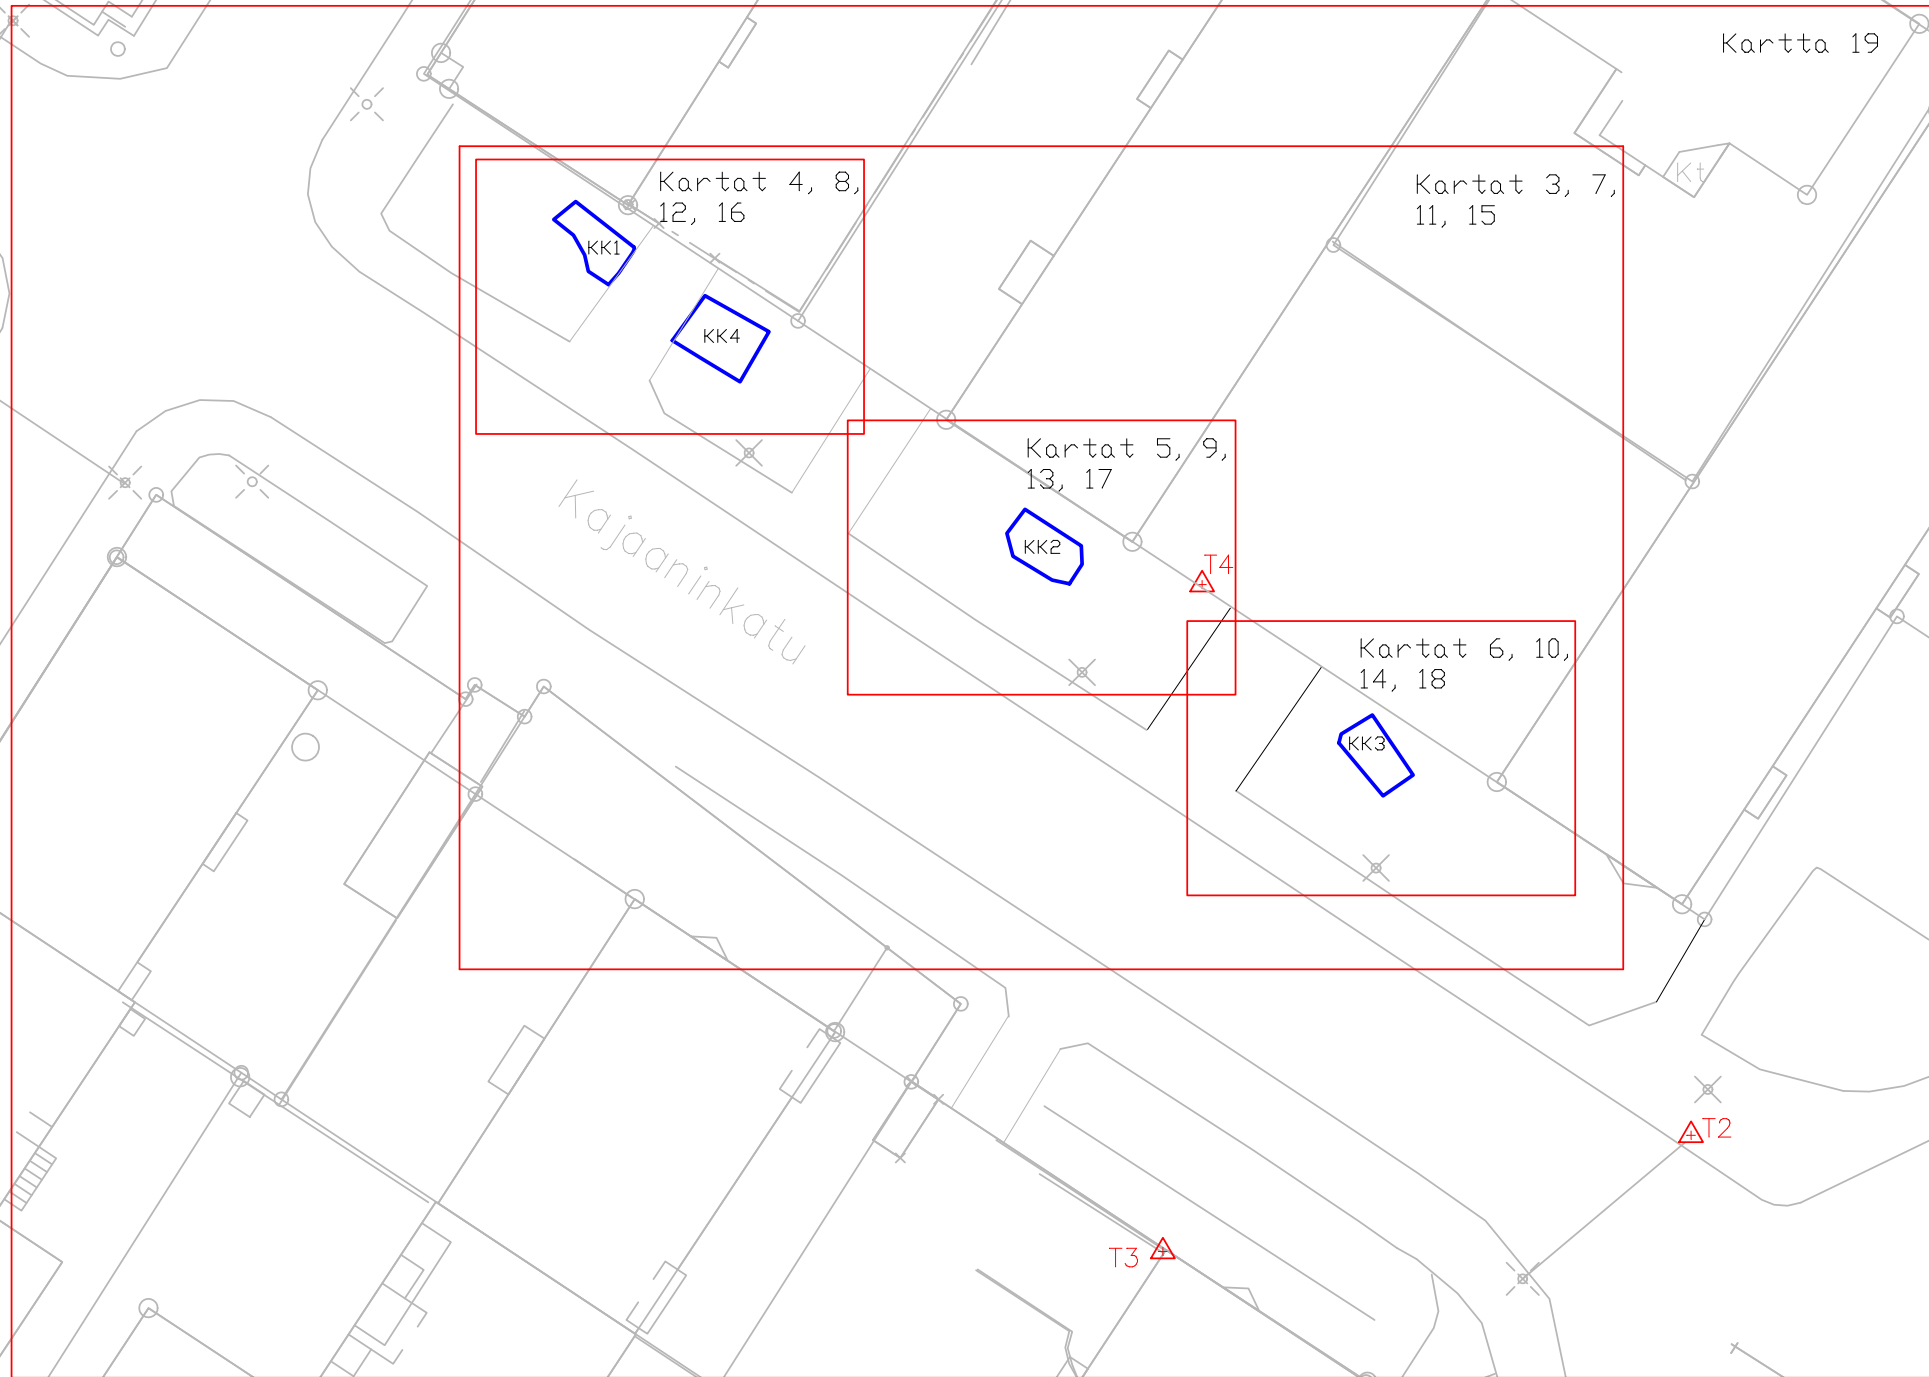 Kartta 19
Kt
Kartat 4, 8,
12, 16
Kartat 3, 7,
11, 15
KK1
KK4
Kartat 5, 9,
13, 17
KK2
Kajaaninkatu
T4
Kartat 6, 10,
14, 18
KK3
T2
T3